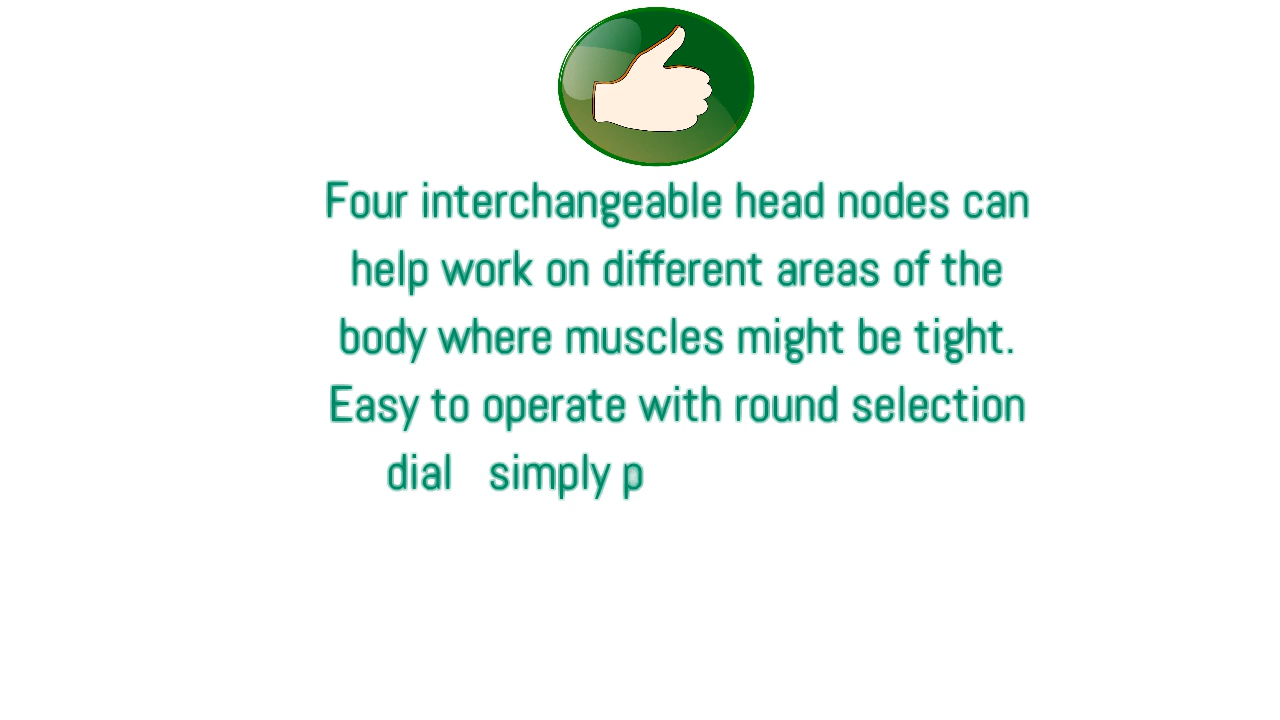 Four interchangeable head nodes can
help work on different areas of the
body where muscles might be tight.
Easy to operate with round selection
dial simply p